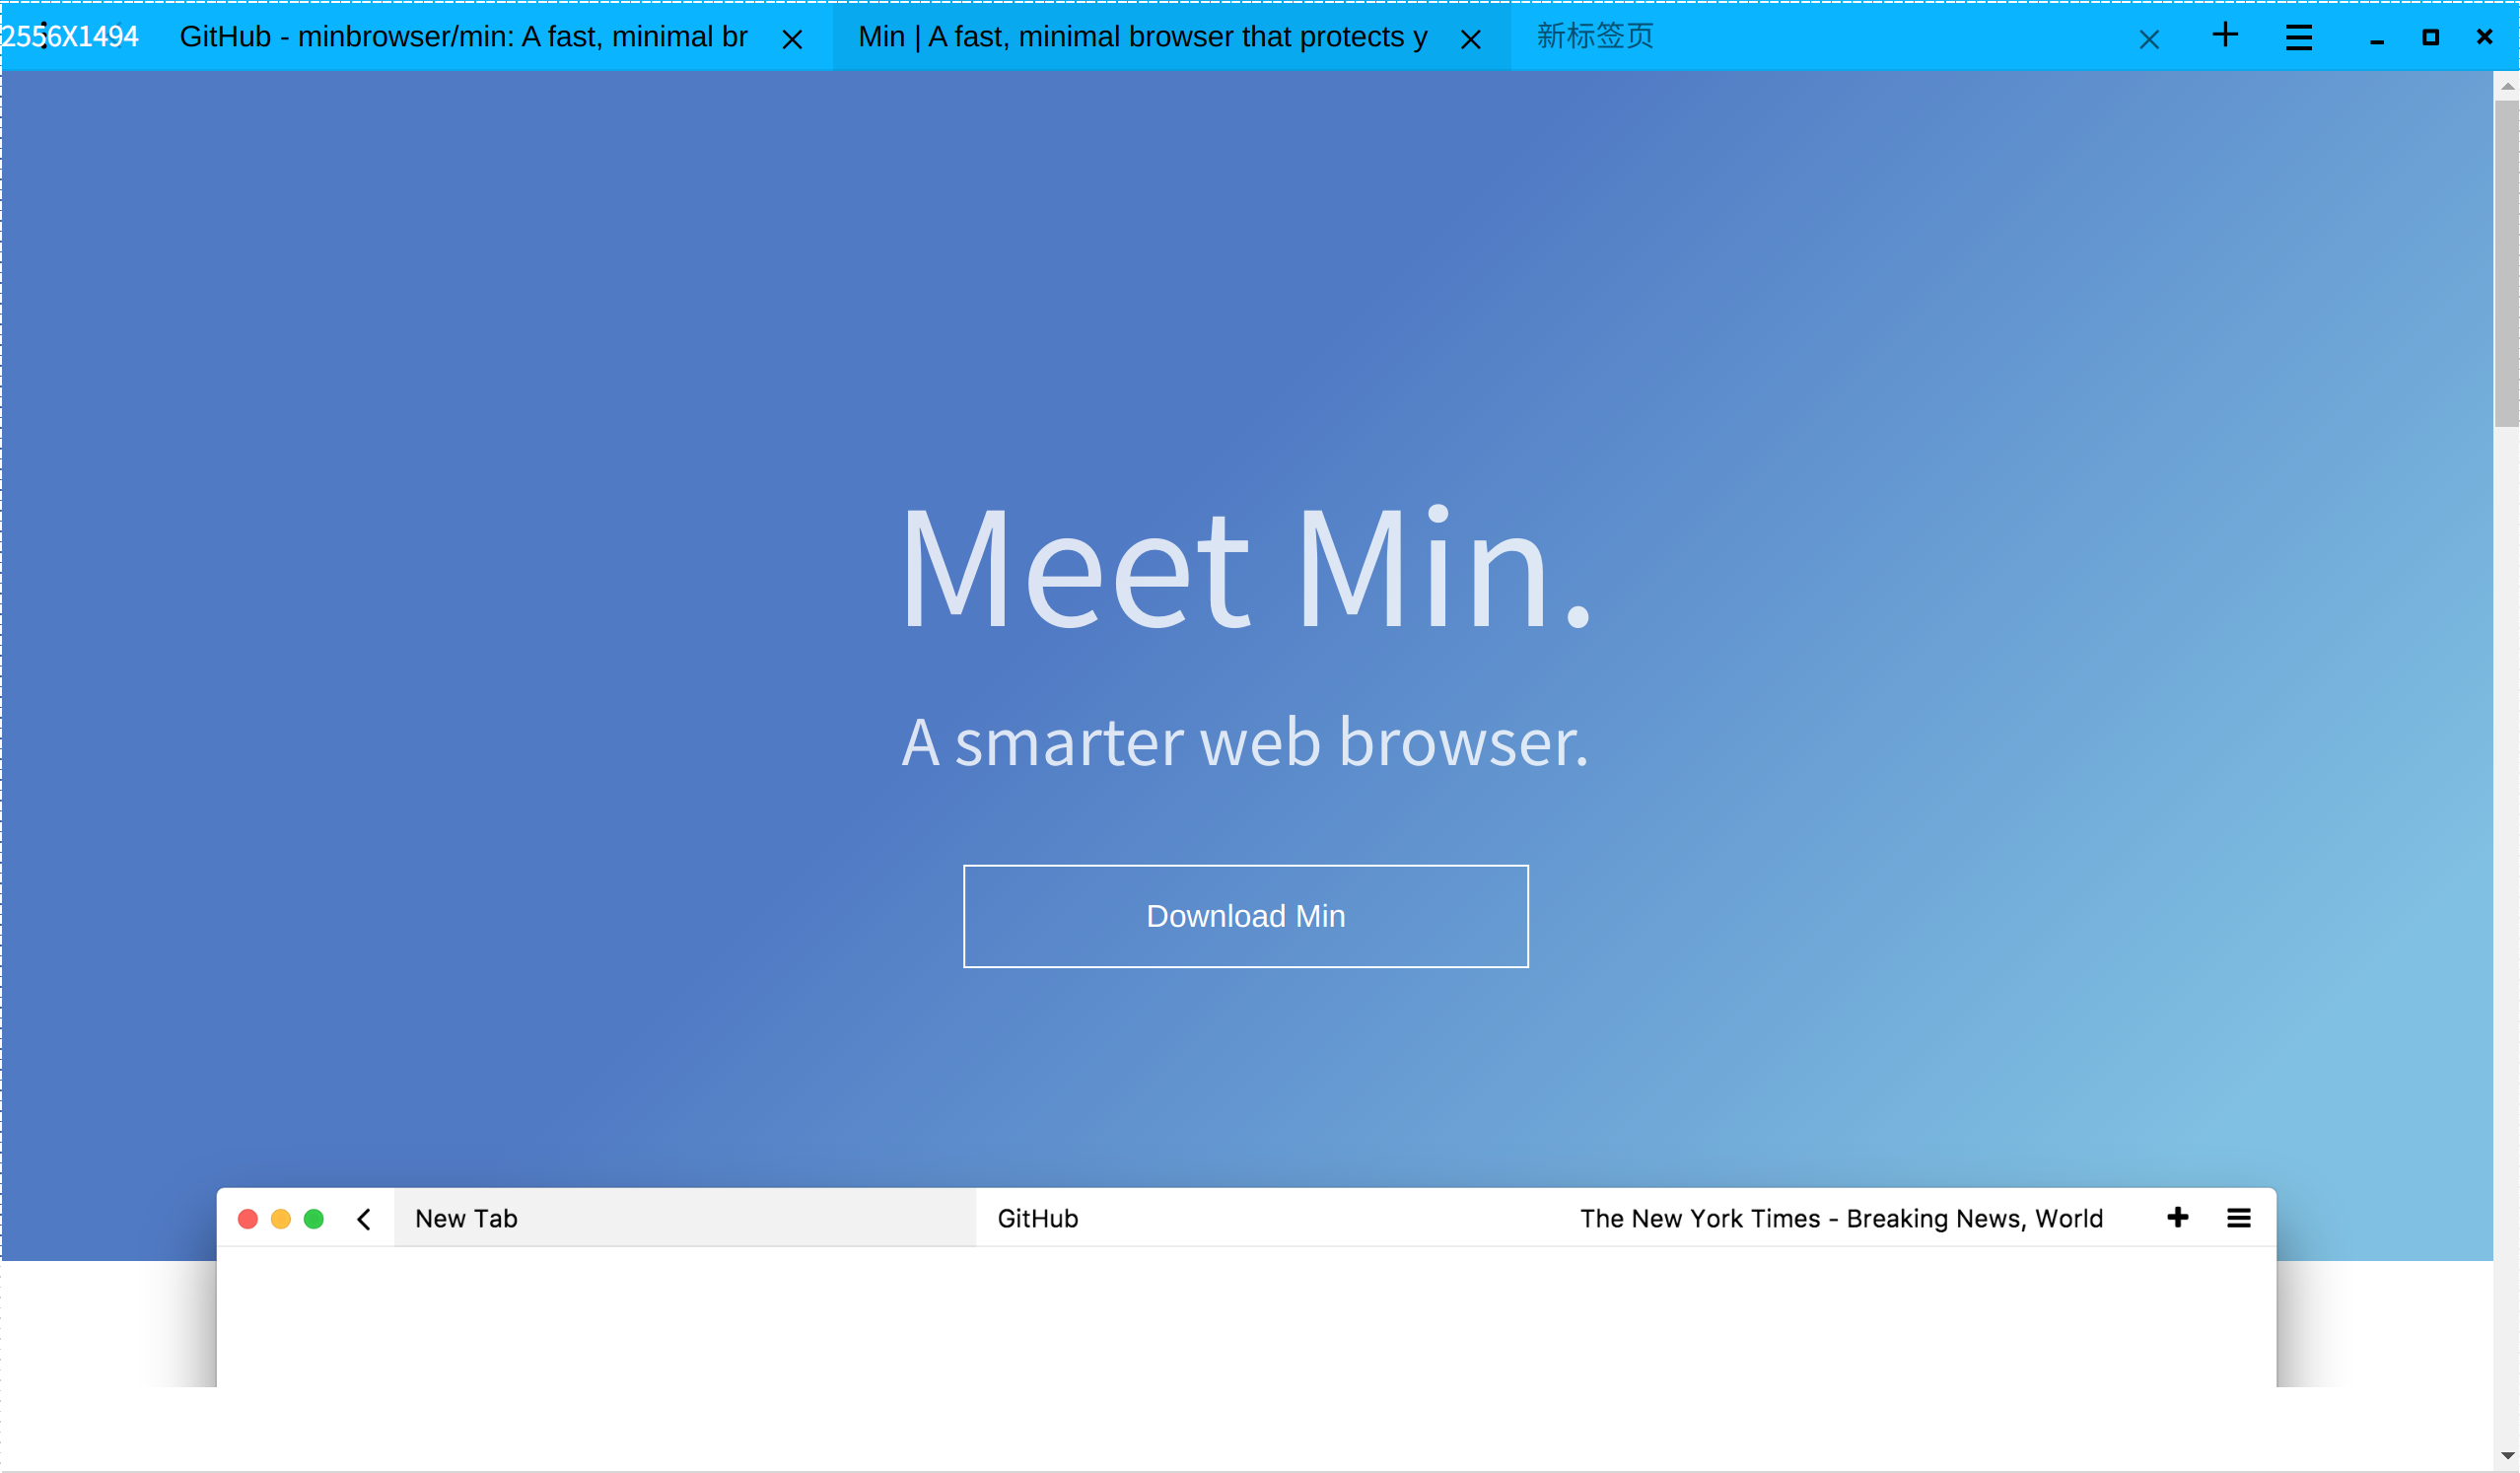 2556X1494 GitHub - minbrowser/min: A fast, minimal br Min | A fast, minimal browser that protects y 新标签页
Meet Min.
A smarter web browser.
Download Min
New Tab GitHub The New York Times - Breaking News, World